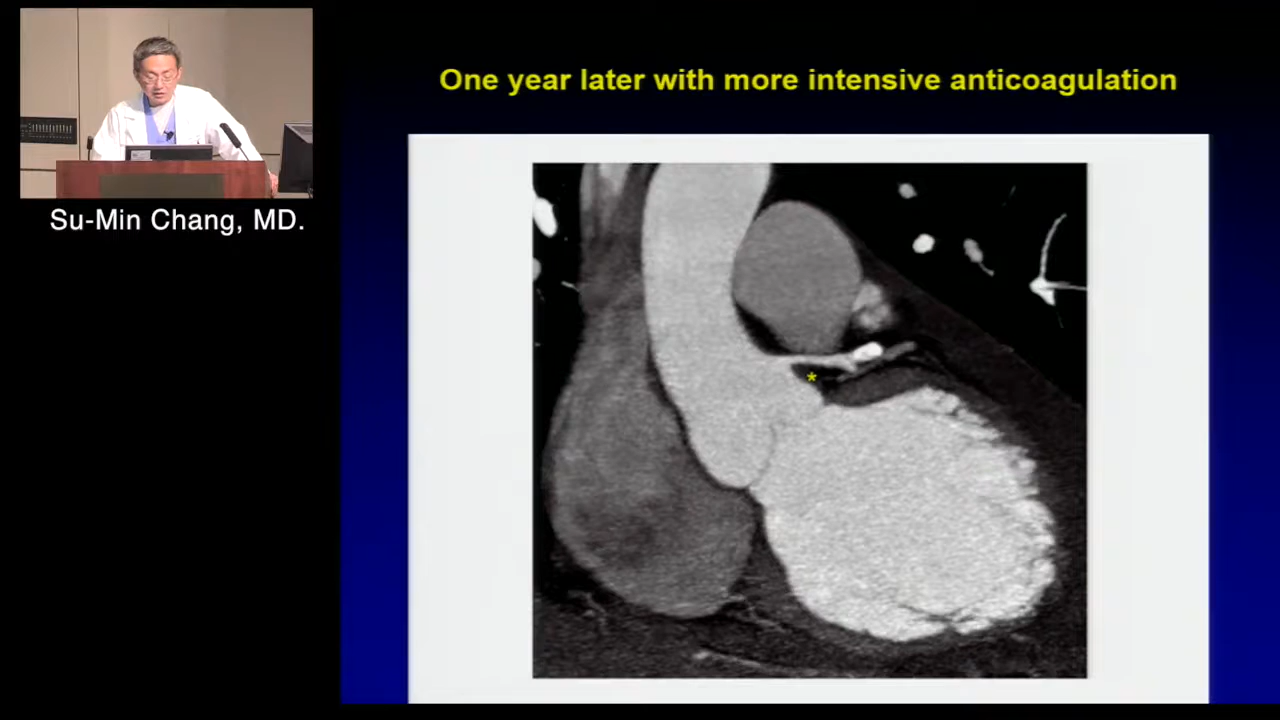 One year later with more intensive anticoagulation
Su-Min Chang, MD.
*